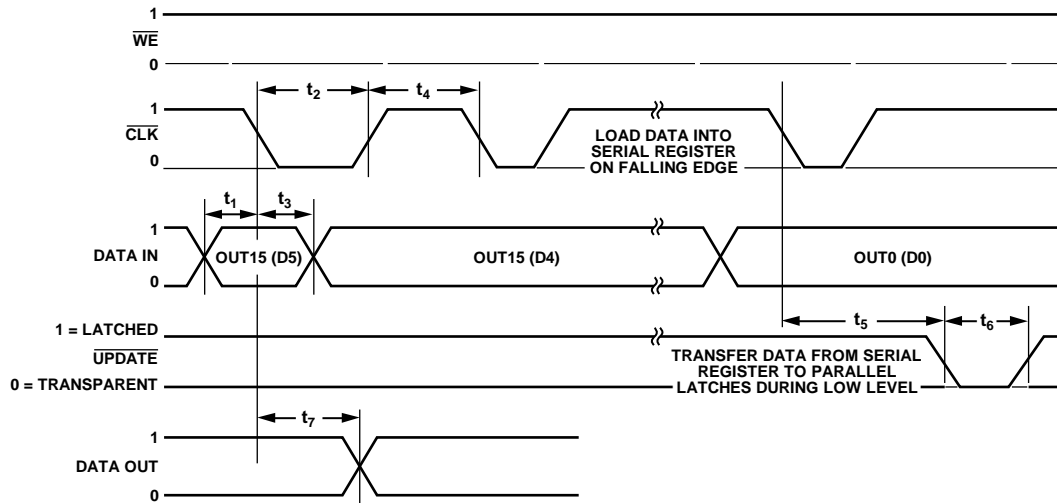 1
WE
0
t2
t4
1
CLK
0
LOAD DATA INTO
SERIAL REGISTER
ON FALLING EDGE
t1
t3
1
DATA IN
0
OUT15 (D5)
OUT15 (D4)
OUT0 (D0)
t5
t6
1 = LATCHED
UPDATE
0 = TRANSPARENT
TRANSFER DATA FROM SERIAL
REGISTER TO PARALLEL
LATCHES DURING LOW LEVEL
t7
1
DATA OUT
0